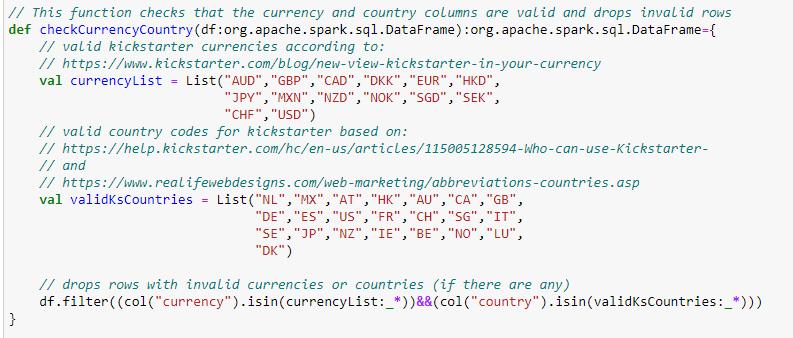 // This function checks that the currency and country columns are valid and drops invalid rows
def checkCurrencyCountry(df:org.apache.spark.sql.DataFrame):org.apache.spark.sql.DataFrame={
    // valid kickstarter currencies according to:
    // https://www.kickstarter.com/blog/new-view-kickstarter-in-your-currency
    val currencyList = List("AUD","GBP","CAD","DKK","EUR","HKD",
                            "JPY","MXN","NZD","NOK","SGD","SEK",
                            "CHF","USD")
    // valid country codes for kickstarter based on:
    // https://help.kickstarter.com/hc/en-us/articles/115005128594-Who-can-use-Kickstarter-
    // and
    // https://www.realifewebdesigns.com/web-marketing/abbreviations-countries.asp
    val validKsCountries = List("NL","MX","AT","HK","AU","CA","GB",
                                "DE","ES","US","FR","CH","SG","IT",
                                "SE","JP","NZ","IE","BE","NO","LU",
                                "DK")
    // drops rows with invalid currencies or countries (if there are any)
    df.filter((col("currency").isin(currencyList:_*))&&(col("country").isin(validKsCountries:_*)))
}